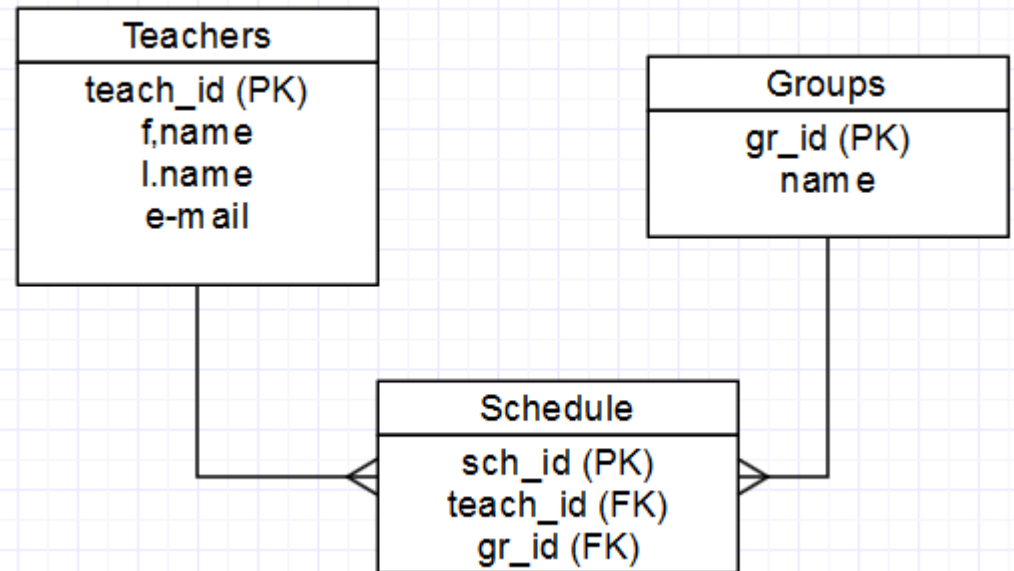 Teachers
teach_id (PK)
f,name
l.name
e-mail
Groups
gr_id (PK)
name
Schedule
sch_id (PK)
teach_id (FK)
gr_id (FK)